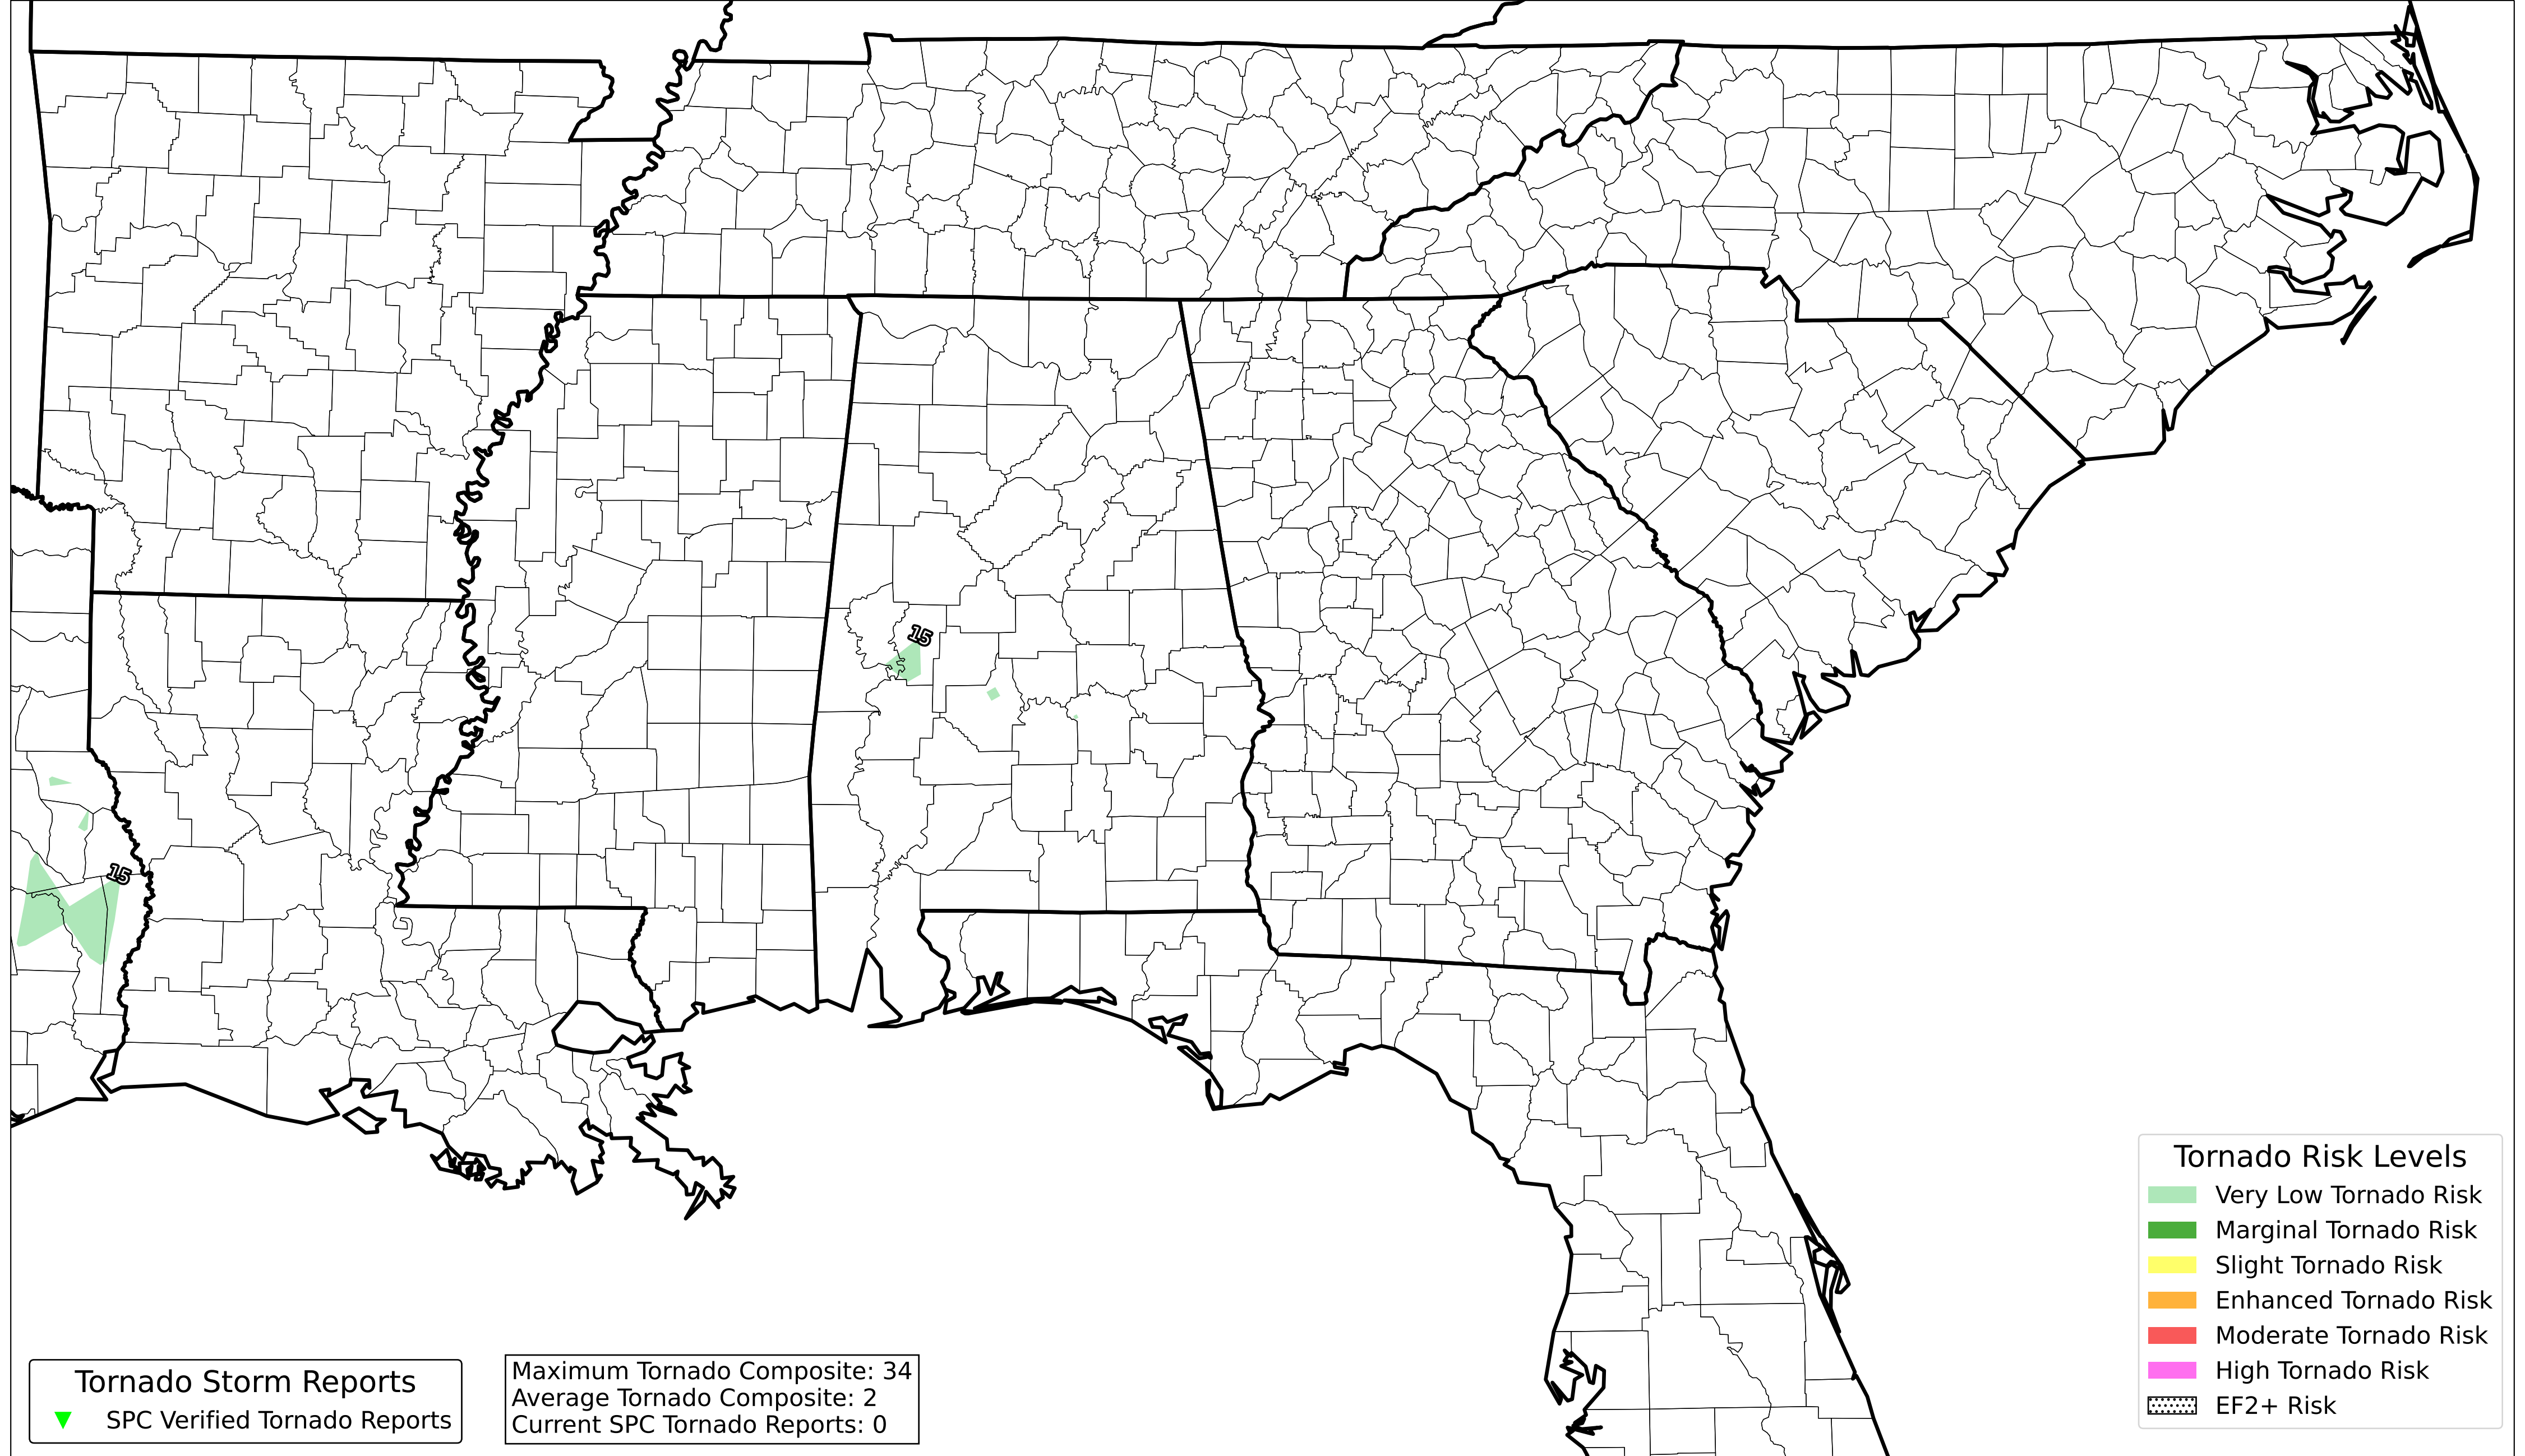 15
15
Tornado Risk Levels
Very Low Tornado Risk
Marginal Tornado Risk
Slight Tornado Risk
Enhanced Tornado Risk
Moderate Tornado Risk
High Tornado Risk
EF2+ Risk
Tornado Storm Reports
SPC Verified Tornado Reports
Maximum Tornado Composite: 34
Average Tornado Composite: 2
Current SPC Tornado Reports: 0